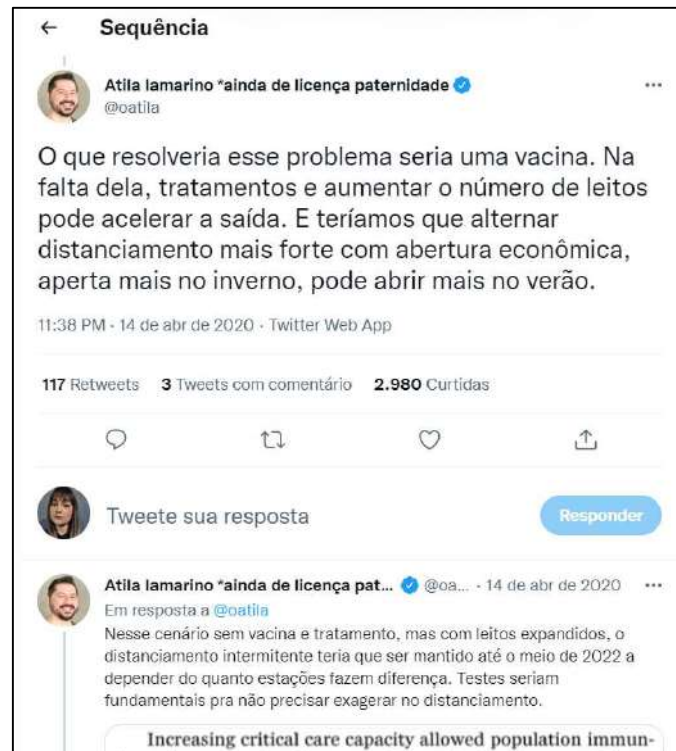 ← Sequência
Atila Iamarino *ainda de licença paternidade
@oatila
O que resolveria esse problema seria uma vacina. Na
falta dela, tratamentos e aumentar o número de leitos
pode acelerar a saída. E teríamos que alternar
distanciamento mais forte com abertura econômica,
aperta mais no inverno, pode abrir mais no verão.
11:38 PM · 14 de abr de 2020 · Twitter Web App
117 Retweets 3 Tweets com comentário 2.980 Curtidas
Tweete sua resposta
Responder
Atila Iamarino *ainda de licença pat... @oa... · 14 de abr de 2020
Em resposta a @oatila
Nesse cenário sem vacina e tratamento, mas com leitos expandidos, o
distanciamento intermitente teria que ser mantido até o meio de 2022 a
depender do quanto estações fazem diferença. Testes seriam
fundamentais pra não precisar exagerar no distanciamento.
Increasing critical care capacity allowed population immun-